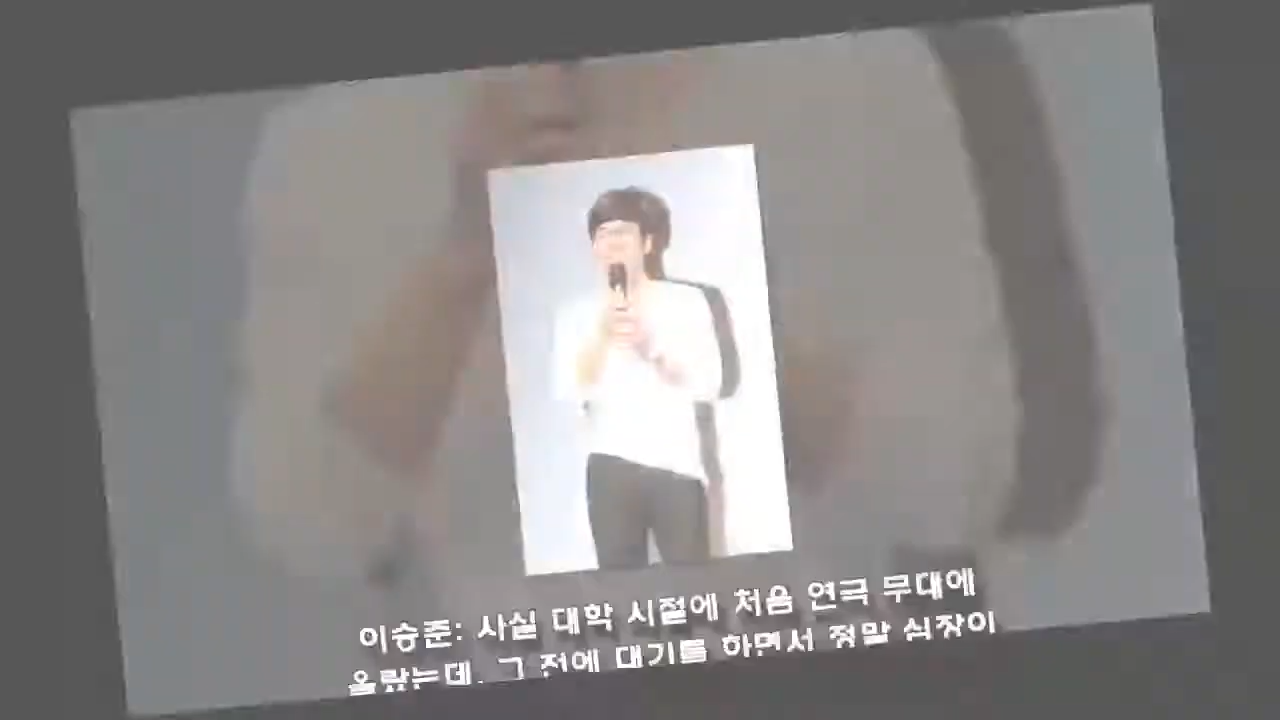 이승준: 사실 대학 시절에 처음 연극 무대에
올랐는데, 그 전에 대기를 하면서 정말 심장이